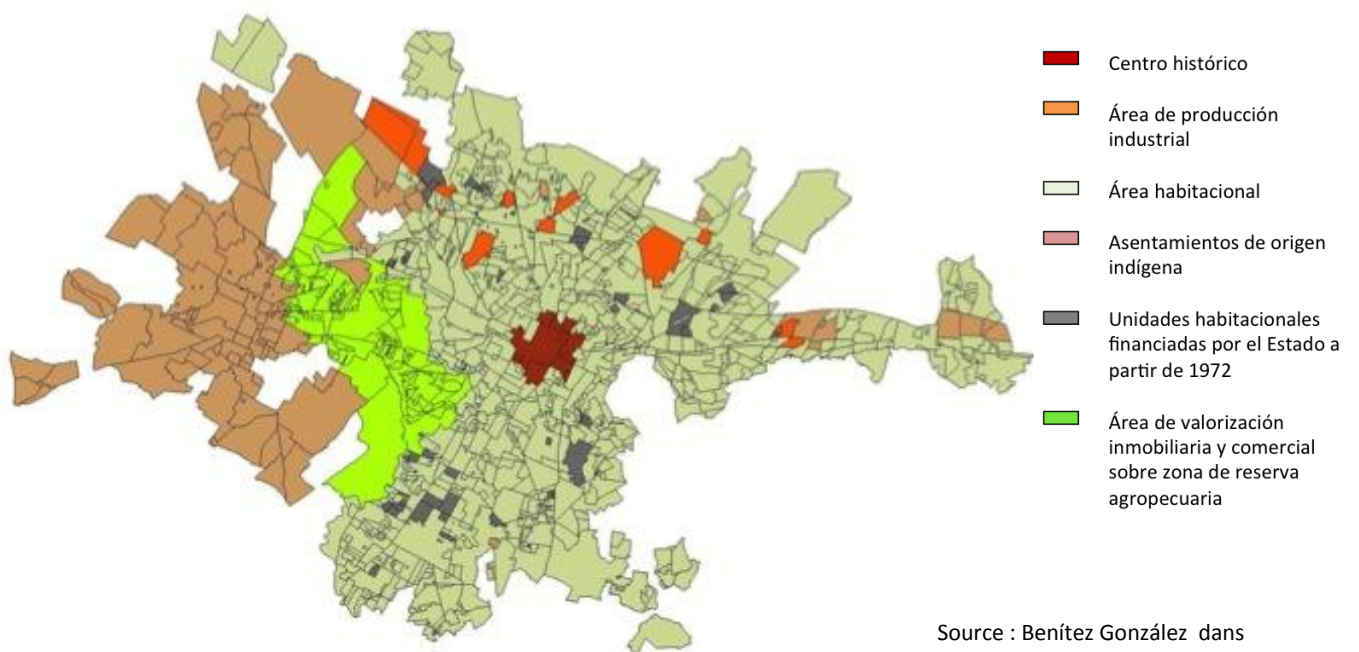 Centro histórico
Área de producción
industrial
Área habitacional
Asentamientos de origen
indígena
Unidades habitacionales
financiadas por el Estado a
partir de 1972
Área de valorización
inmobiliaria y comercial
sobre zona de reserva
agropecuaria
Source : Benítez González dans